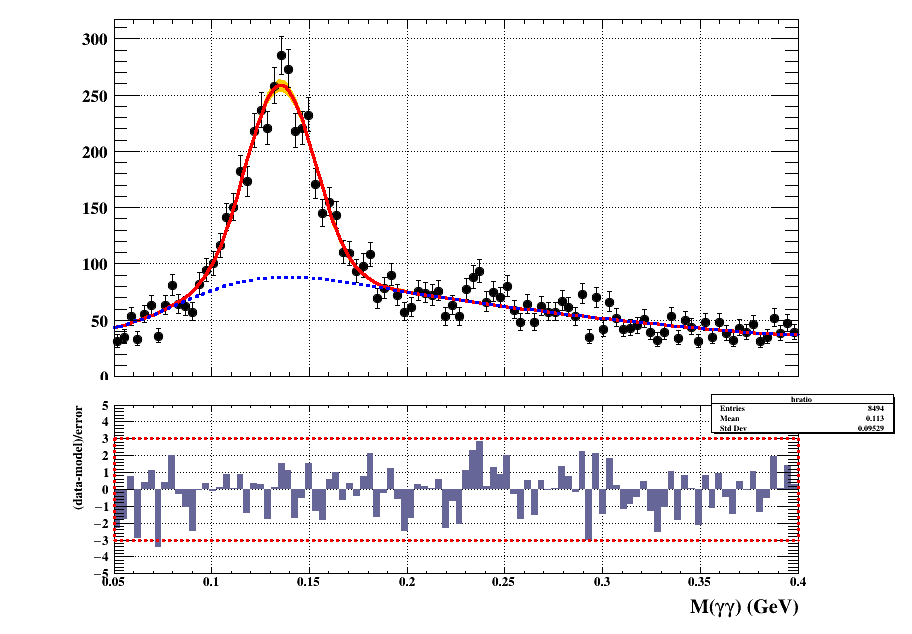 300
250
200
150
100
50
0
hratio
Entries 8494
Mean 0.113
Std Dev 0.09529
(data-model)/error
5
4
3
2
1
0
−1
−2
−3
−4
−5
0.05 0.1 0.15 0.2 0.25 0.3 0.35 0.4
M(γγ) (GeV)